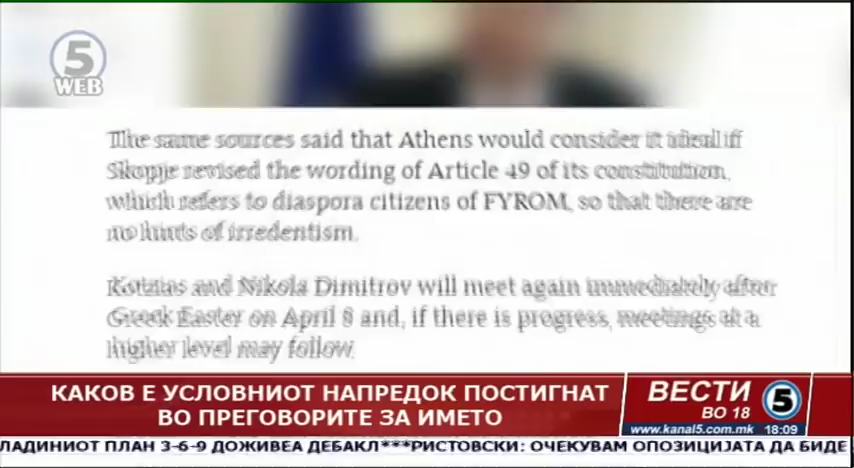 5
WEB
The same sources said that Athens would consider it ideal if
Skopje revised the wording of Article 49 of its constitution,
which refers to diaspora citizens of FYROM, so that there are
no hints of irredentism.
Kotzias and Nikola Dimitrov will meet again immediately after
Greek Easter on April 8 and, if there is progress, meetings at a
higher level may follow.
КАКОВ Е УСЛОВНИОТ НАПРЕДОК ПОСТИГНАТ
ВО ПРЕГОВОРИТЕ ЗА ИМЕТО
ВЕСТИ 5
ВО 18
www.kanal5.com.mk 18:09
ЛАДИНИОТ ПЛАН 3-6-9 ДОЖИВЕА ДЕБАКЛ***РИСТОВСКИ: ОЧЕКУВАМ ОПОЗИЦИЈАТА ДА БИДЕ